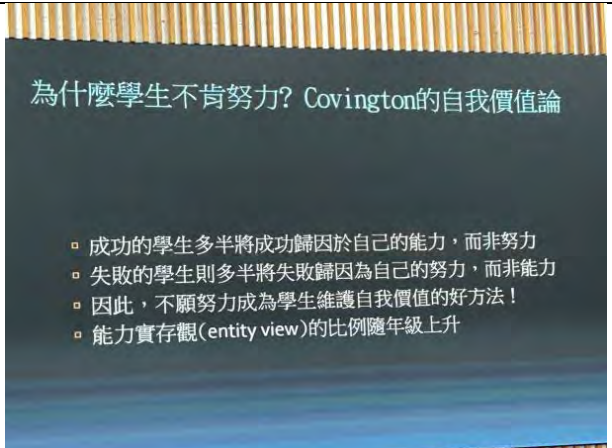 為什麼學生不肯努力? Covington的自我價值論
▫ 成功的學生多半將成功歸因於自己的能力，而非努力
▫ 失敗的學生則多半將失敗歸因為自己的努力，而非能力
▫ 因此，不願努力成為學生維護自我價值的好方法！
▫ 能力實存觀(entity view)的比例隨年級上升